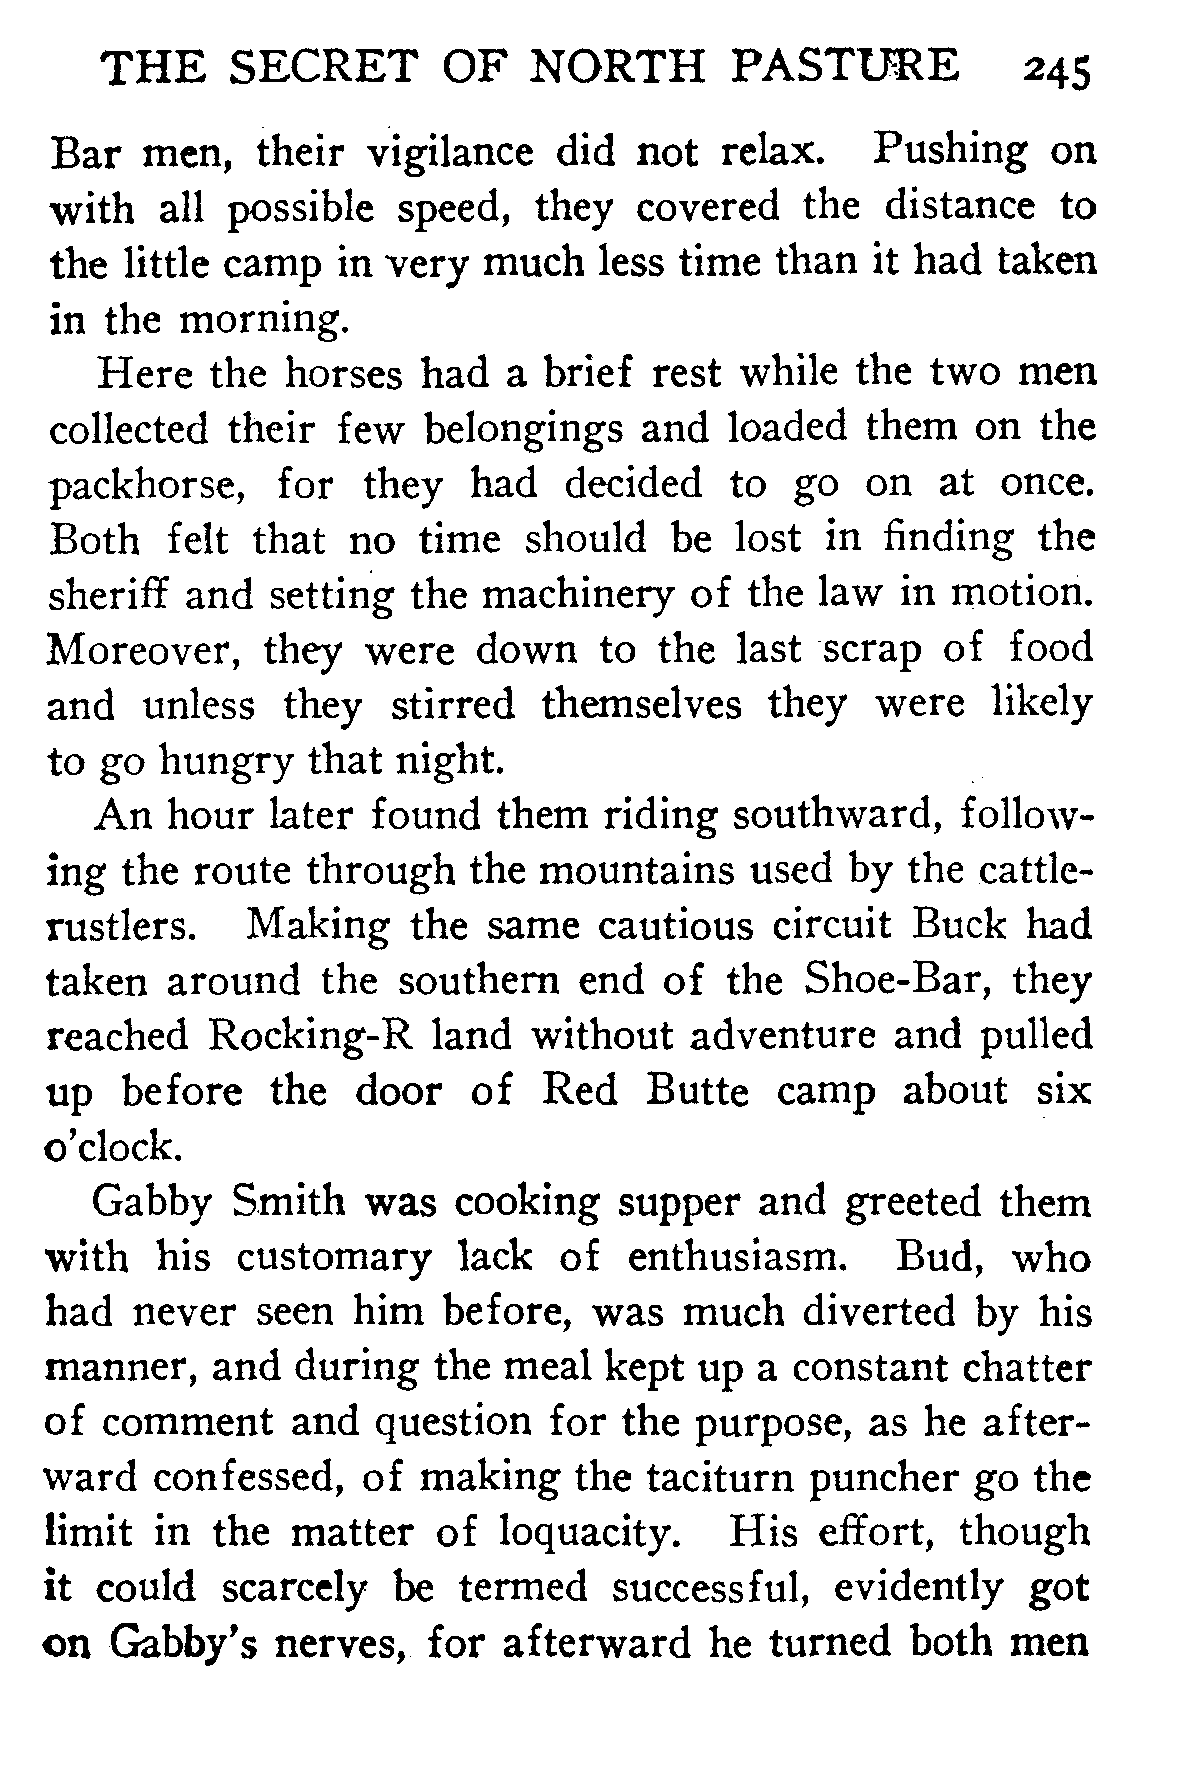 THE SECRET OF NORTH PASTURE 245
Bar men, their vigilance did not relax. Pushing on
with all possible speed, they covered the distance to
the little camp in very much less time than it had taken
in the morning.
Here the horses had a brief rest while the two men
collected their few belongings and loaded them on the
packhorse, for they had decided to go on at once.
Both felt that no time should be lost in finding the
sheriff and setting the machinery of the law in motion.
Moreover, they were down to the last scrap of food
and unless they stirred themselves they were likely
to go hungry that night.
An hour later found them riding southward, follow-
ing the route through the mountains used by the cattle-
rustlers. Making the same cautious circuit Buck had
taken around the southern end of the Shoe-Bar, they
reached Rocking-R land without adventure and pulled
up before the door of Red Butte camp about six
o'clock.
Gabby Smith was cooking supper and greeted them
with his customary lack of enthusiasm. Bud, who
had never seen him before, was much diverted by his
manner, and during the meal kept up a constant chatter
of comment and question for the purpose, as he after-
ward confessed, of making the taciturn puncher go the
limit in the matter of loquacity. His effort, though
it could scarcely be termed successful, evidently got
on Gabby's nerves, for afterward he turned both men